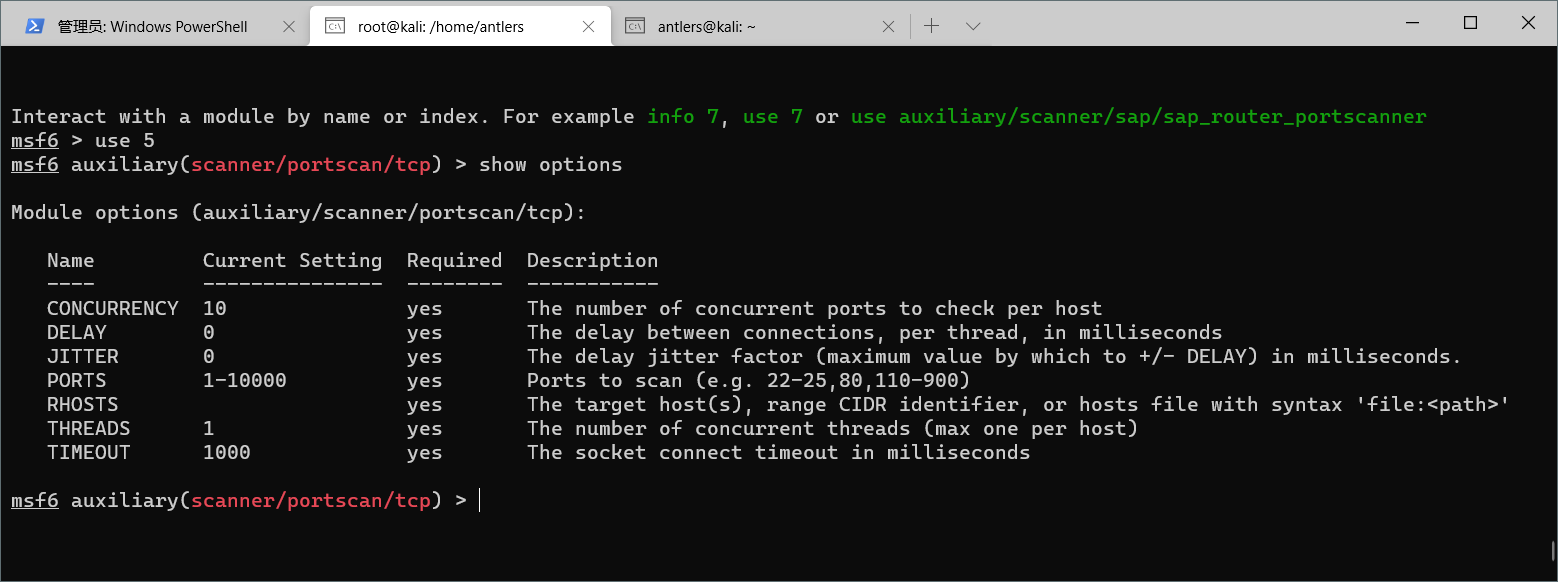 管理员: Windows PowerShell
root@kali: /home/antlers
antlers@kali: ~
Interact with a module by name or index. For example info 7, use 7 or use auxiliary/scanner/sap/sap_router_portscanner
msf6 > use 5
msf6 auxiliary(scanner/portscan/tcp) > show options
Module options (auxiliary/scanner/portscan/tcp):
Name         Current Setting  Required  Description
----         ---------------  --------  -----------
CONCURRENCY  10               yes       The number of concurrent ports to check per host
DELAY        0                yes       The delay between connections, per thread, in milliseconds
JITTER       0                yes       The delay jitter factor (maximum value by which to +/- DELAY) in milliseconds.
PORTS        1-10000          yes       Ports to scan (e.g. 22-25,80,110-900)
RHOSTS                        yes       The target host(s), range CIDR identifier, or hosts file with syntax 'file:<path>'
THREADS      1                yes       The number of concurrent threads (max one per host)
TIMEOUT      1000             yes       The socket connect timeout in milliseconds
msf6 auxiliary(scanner/portscan/tcp) >